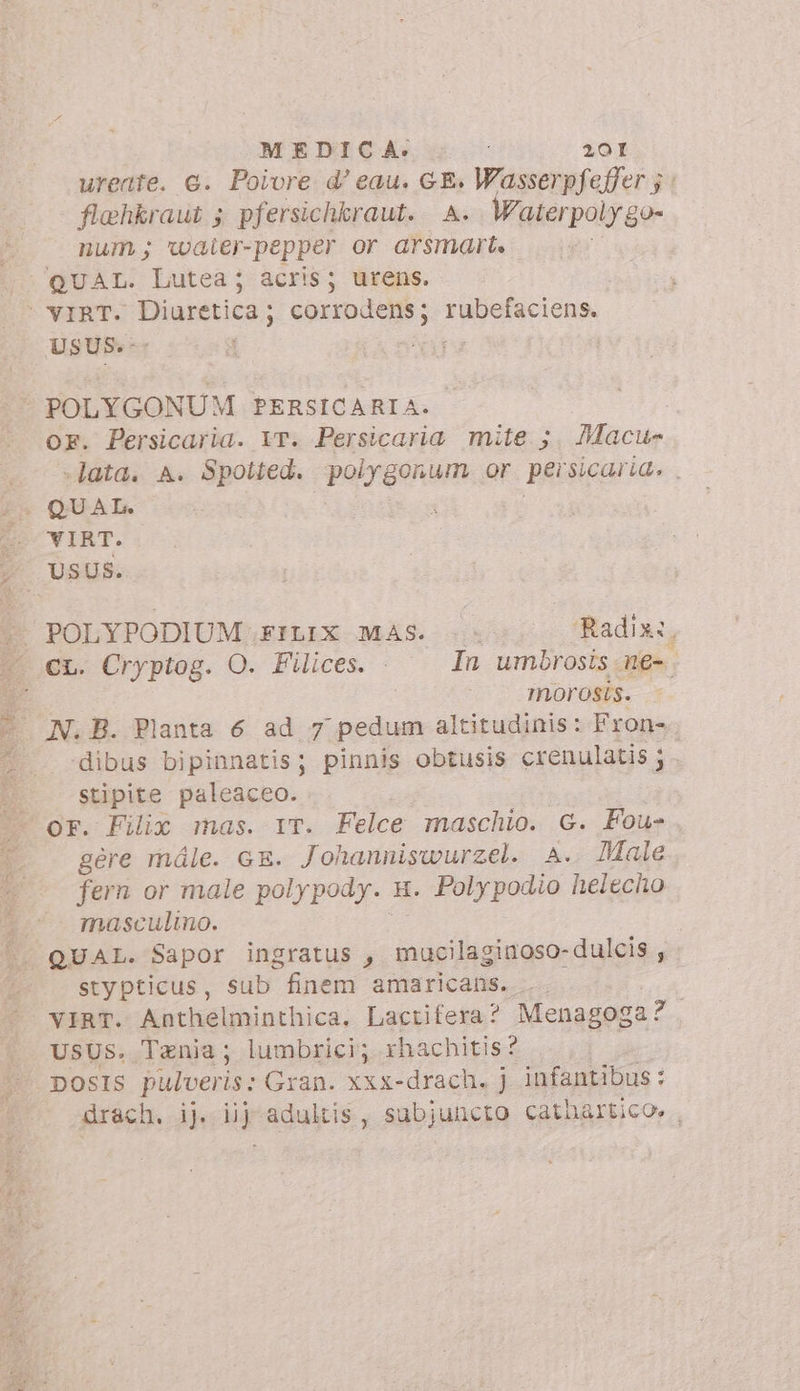 MEDICA. 201
ureate. G. Poivre d'eau. GE. Wasserpfeffer ;
flœhkraut ; pfersichkraut. A. Waterpolygo-
num ; water-pepper or arsmart.
QUAL. Lutea; acris; urens.
VIRT. Diuretica; corrodens; rubefaciens.
USUS.
POLYGONUM PERSICARIA.
OF. Persicaria. IT. Persicaria mite ; Macu-
lata. A. Spotted. polygonum or persicaria.
QUAL.
VIRT.
USUS.
POLYPODIUM FILIX MAS. Radix.
CL. Cryptog. O. Filices. In umbrosis ne-
morosis.
N. B. Planta 6 ad 7 pedum altitudinis: Fron-
dibus bipinnatis; pinnis obtusis crenulatis;
stipite paleaceo.
OF. Filix mas. IT. Felce maschio. G. Fou-
gère mâle. GE. Johanniswurzel. A. Male
fern or male polypody. H. Polypodio helecho
masculino.
QUAL. Sapor ingratus , mucilaginoso-dulcis ,
stypticus, sub finem amaricans.
VIRT. Anthelminthica. Lactifera? Menagoga?
USUS. Tænia; lumbrici; rhachitis?
DOSIS pulveris: Gran. xxx-drach. j infantibus:
drach. ij. iij adultis, subjuncto cathartico.